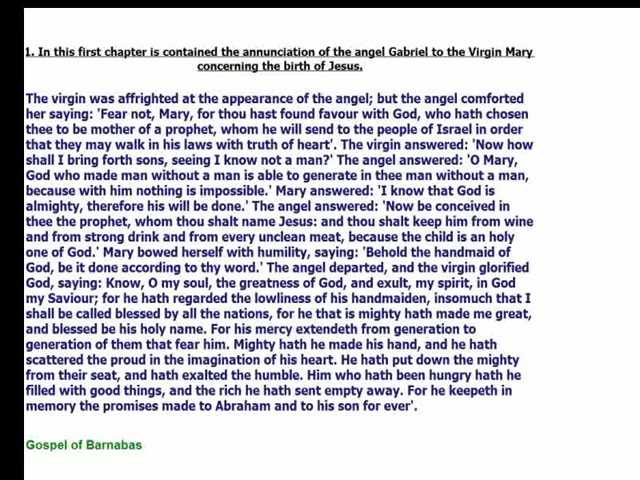 1. In this first chapter is contained the annunciation of the angel Gabriel to the Virgin Mary
concerning the birth of Jesus.
The virgin was affrighted at the appearance of the angel; but the angel comforted
her saying: 'Fear not, Mary, for thou hast found favour with God, who hath chosen
thee to be mother of a prophet, whom he will send to the people of Israel in order
that they may walk in his laws with truth of heart'. The virgin answered: 'Now how
shall I bring forth sons, seeing I know not a man?' The angel answered: 'O Mary,
God who made man without a man is able to generate in thee man without a man,
because with him nothing is impossible.' Mary answered: 'I know that God is
almighty, therefore his will be done.' The angel answered: 'Now be conceived in
thee the prophet, whom thou shalt name Jesus: and thou shalt keep him from wine
and from strong drink and from every unclean meat, because the child is an holy
one of God.' Mary bowed herself with humility, saying: 'Behold the handmaid of
God, be it done according to thy word.' The angel departed, and the virgin glorified
God, saying: Know, O my soul, the greatness of God, and exult, my spirit, in God
my Saviour; for he hath regarded the lowliness of his handmaiden, insomuch that I
shall be called blessed by all the nations, for he that is mighty hath made me great,
and blessed be his holy name. For his mercy extendeth from generation to
generation of them that fear him. Mighty hath he made his hand, and he hath
scattered the proud in the imagination of his heart. He hath put down the mighty
from their seat, and hath exalted the humble. Him who hath been hungry hath he
filled with good things, and the rich he hath sent empty away. For he keepeth in
memory the promises made to Abraham and to his son for ever'.
Gospel of Barnabas